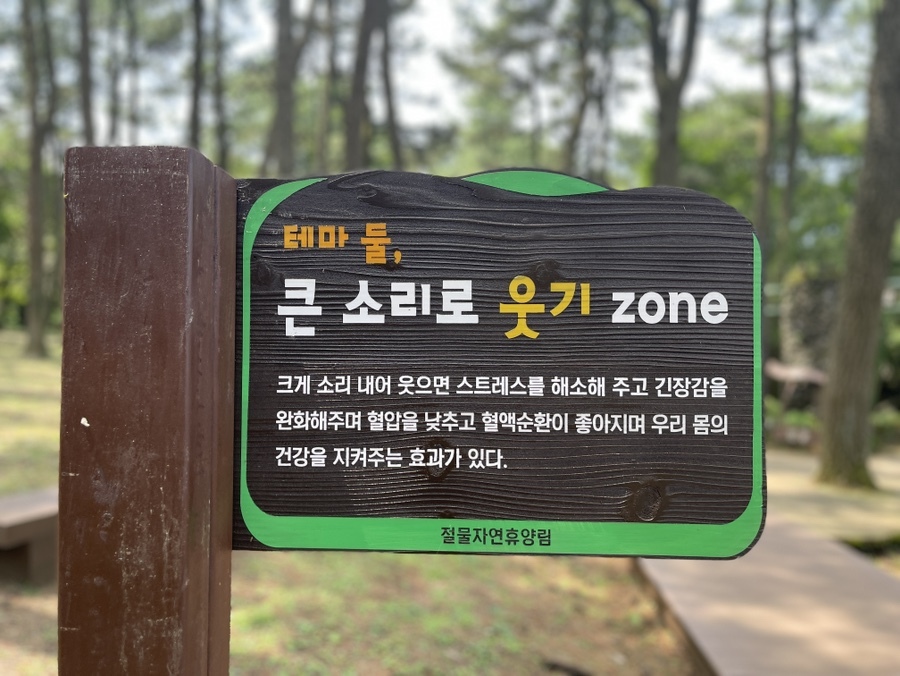 테마 둘,
큰 소리로 웃기 zone
크게 소리 내어 웃으면 스트레스를 해소해 주고 긴장감을
완화해주며 혈압을 낮추고 혈액순환이 좋아지며 우리 몸의
건강을 지켜주는 효과가 있다.
절물자연휴양림